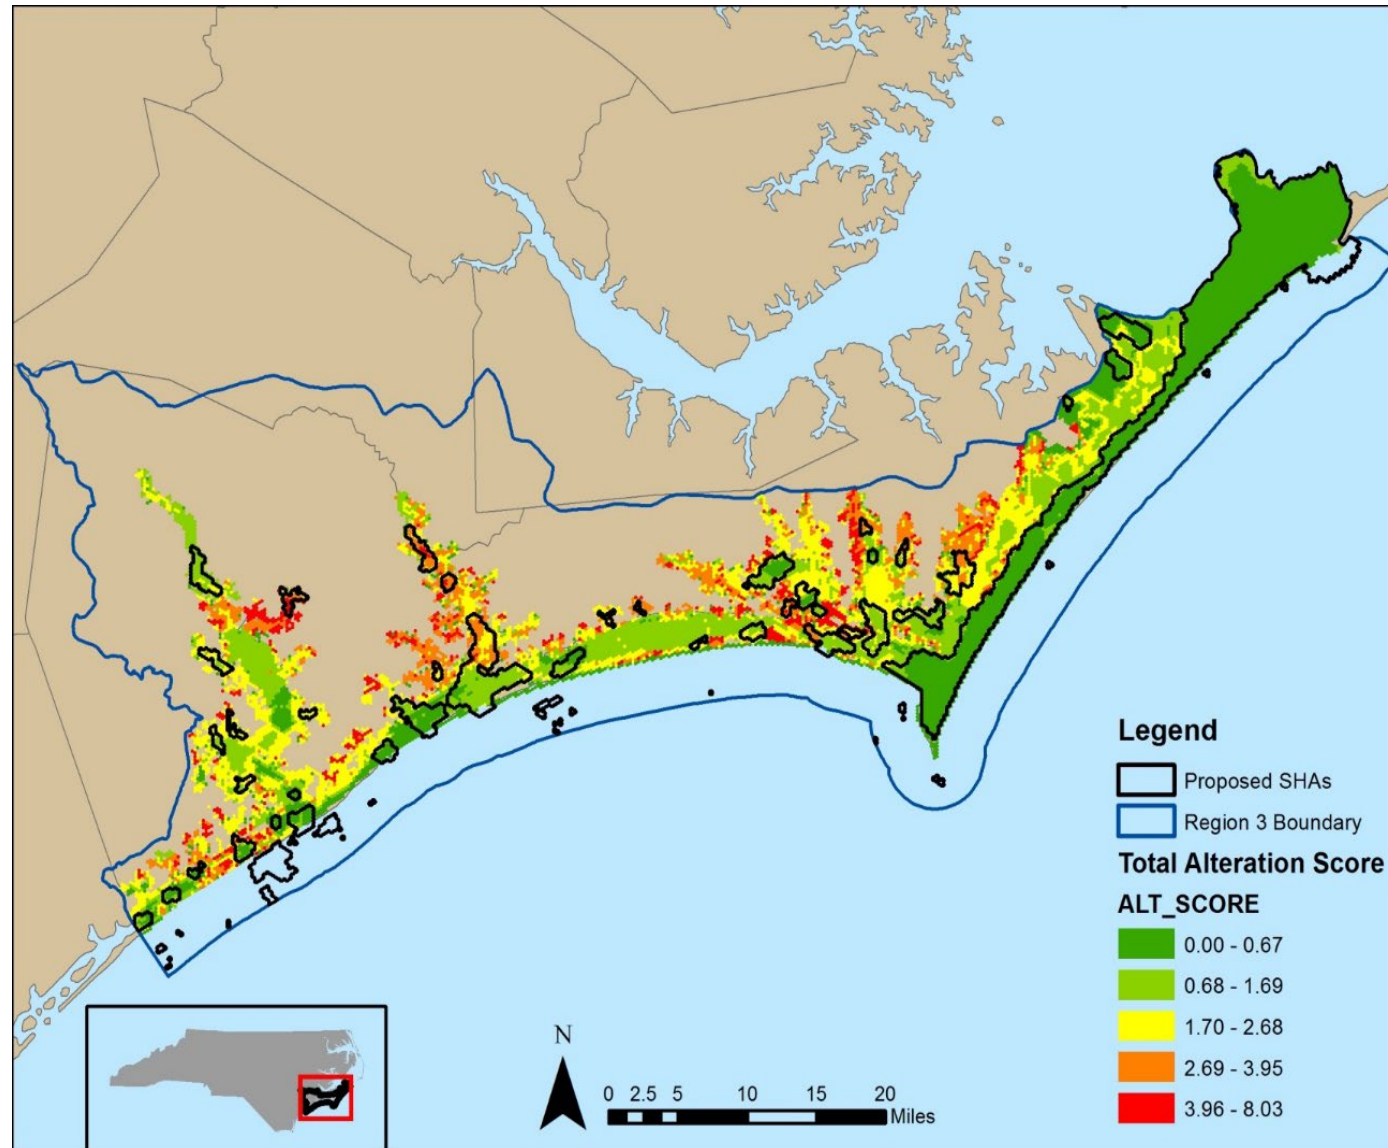 Legend
Proposed SHAs
Region 3 Boundary
Total Alteration Score
ALT_SCORE
0.00 - 0.67
0.68 - 1.69
1.70 - 2.68
2.69 - 3.95
3.96 - 8.03
N
0 2.5 5 10 15 20
Miles